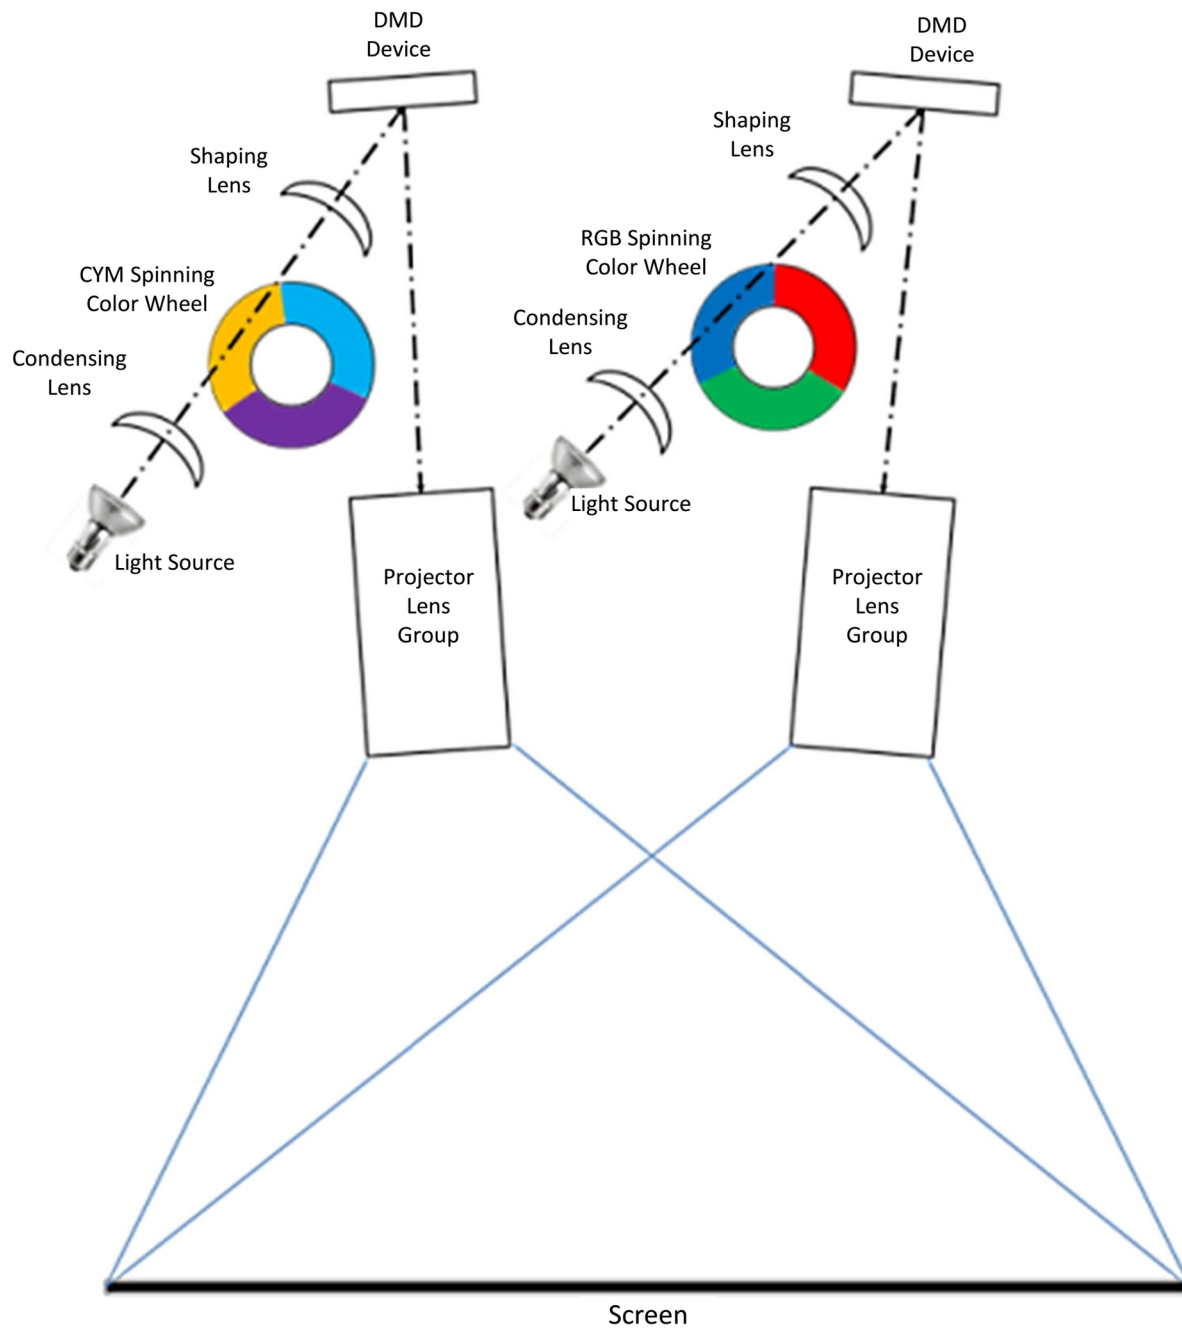 DMD
Device
DMD
Device
Shaping
Lens
Shaping
Lens
CYM Spinning
Color Wheel
RGB Spinning
Color Wheel
Condensing
Lens
Condensing
Lens
Light Source
Light Source
Projector
Lens
Group
Projector
Lens
Group
Screen